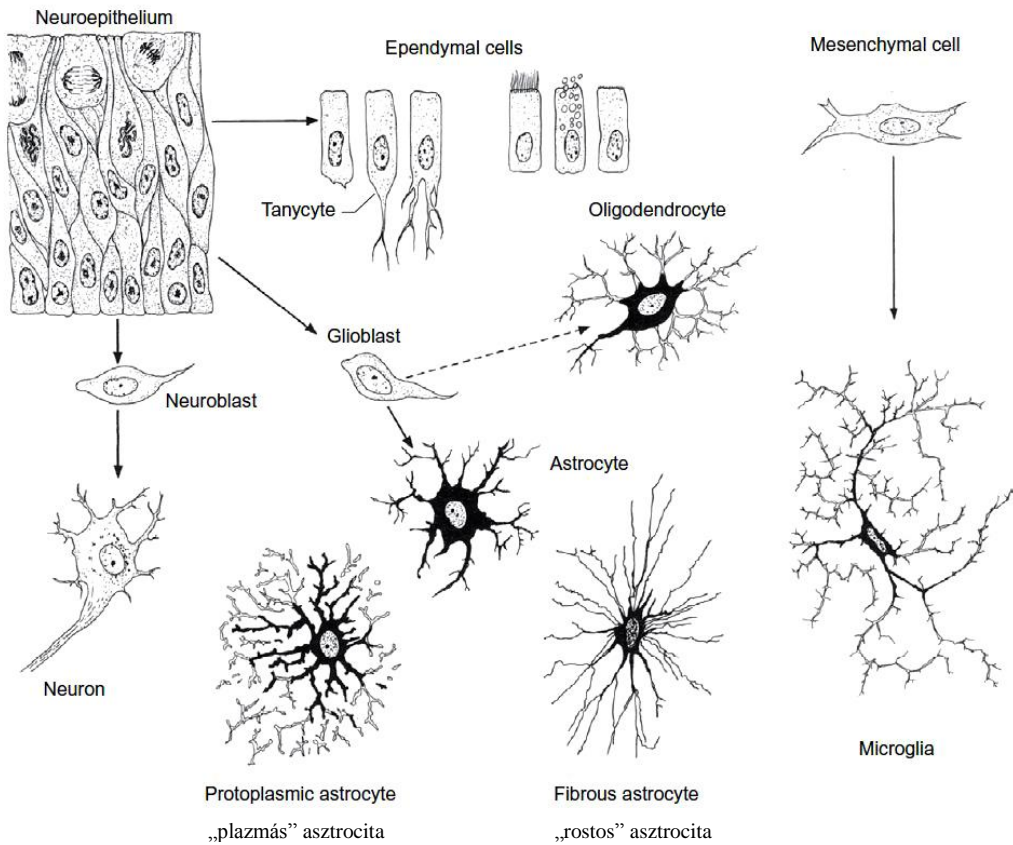 Neuroepithelium
Ependymal cells
Mesenchymal cell
Tanycyte
Oligodendrocyte
Glioblast
Neuroblast
Astrocyte
Neuron
Microglia
Protoplasmic astrocyte
Fibrous astrocyte
„plazmás” asztrocita
„rostos” asztrocita